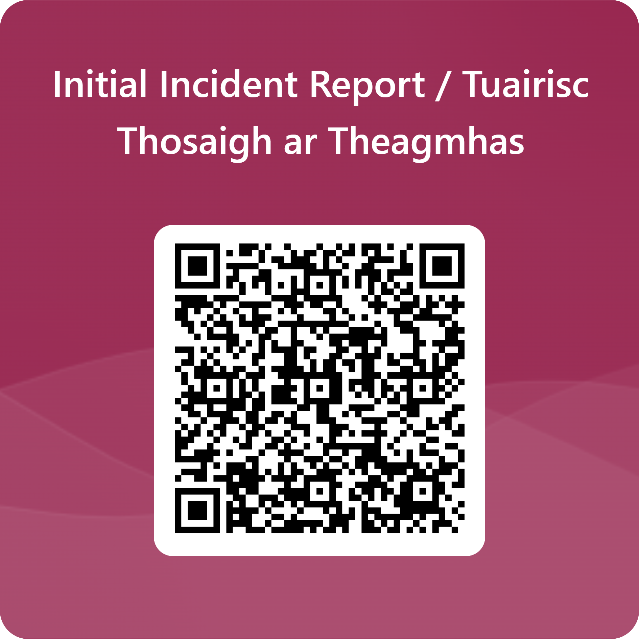 Initial Incident Report / Tuairisc
Thosaigh ar Theagmhas